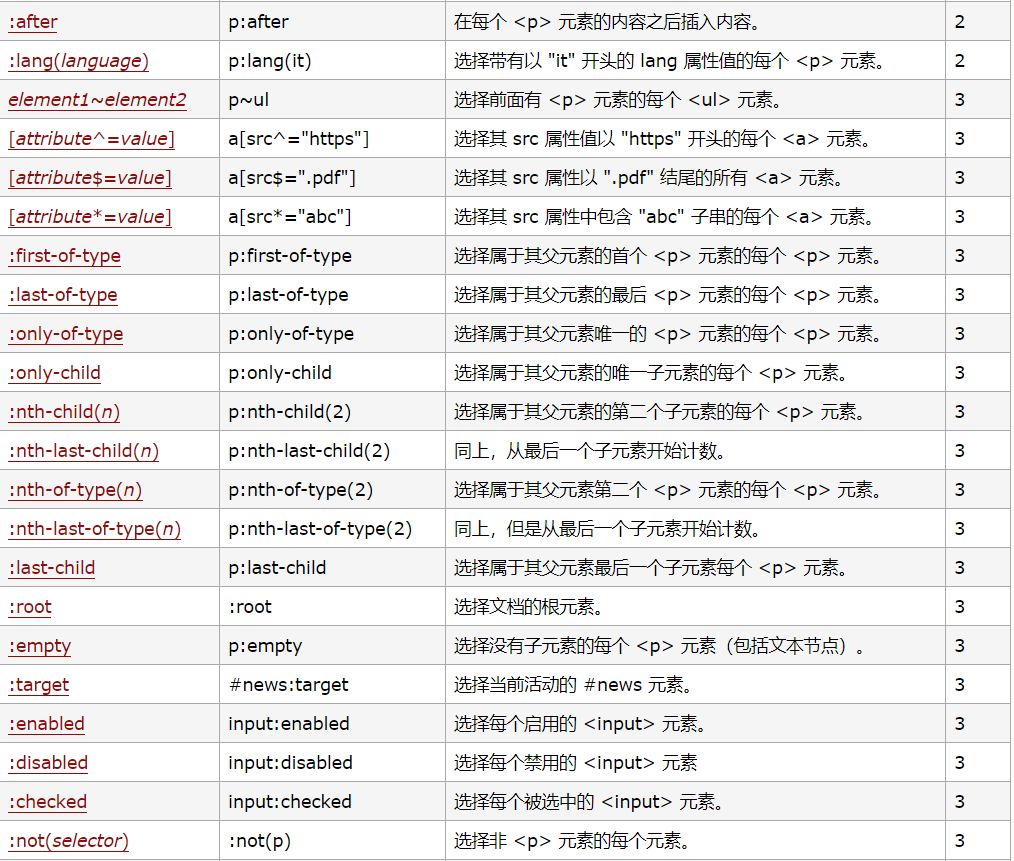 :after p:after 在每个 <p> 元素的内容之后插入内容。 2
:lang(language) p:lang(it) 选择带有以 "it" 开头的 lang 属性值的每个 <p> 元素。 2
element1~element2 p~ul 选择前面有 <p> 元素的每个 <ul> 元素。 3
[attribute^=value] a[src^="https"] 选择其 src 属性值以 "https" 开头的每个 <a> 元素。 3
[attribute$=value] a[src$=".pdf"] 选择其 src 属性以 ".pdf" 结尾的所有 <a> 元素。 3
[attribute*=value] a[src*="abc"] 选择其 src 属性中包含 "abc" 子串的每个 <a> 元素。 3
:first-of-type p:first-of-type 选择属于其父元素的首个 <p> 元素的每个 <p> 元素。 3
:last-of-type p:last-of-type 选择属于其父元素的最后 <p> 元素的每个 <p> 元素。 3
:only-of-type p:only-of-type 选择属于其父元素唯一的 <p> 元素的每个 <p> 元素。 3
:only-child p:only-child 选择属于其父元素的唯一子元素的每个 <p> 元素。 3
:nth-child(n) p:nth-child(2) 选择属于其父元素的第二个子元素的每个 <p> 元素。 3
:nth-last-child(n) p:nth-last-child(2) 同上，从最后一个子元素开始计数。 3
:nth-of-type(n) p:nth-of-type(2) 选择属于其父元素第二个 <p> 元素的每个 <p> 元素。 3
:nth-last-of-type(n) p:nth-last-of-type(2) 同上，但是从最后一个子元素开始计数。 3
:last-child p:last-child 选择属于其父元素最后一个子元素每个 <p> 元素。 3
:root :root 选择文档的根元素。 3
:empty p:empty 选择没有子元素的每个 <p> 元素（包括文本节点）。 3
:target #news:target 选择当前活动的 #news 元素。 3
:enabled input:enabled 选择每个启用的 <input> 元素。 3
:disabled input:disabled 选择每个禁用的 <input> 元素 3
:checked input:checked 选择每个被选中的 <input> 元素。 3
:not(selector) :not(p) 选择非 <p> 元素的每个元素。 3